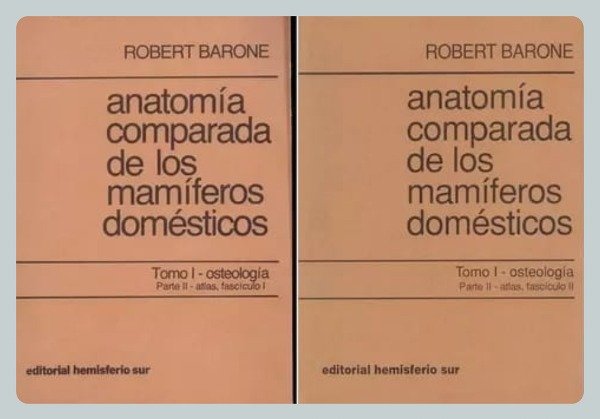 ROBERT BARONE
anatomía
comparada
de los
mamíferos
domésticos
Tomo I - osteología
Parte II - atlas, fascículo I
editorial hemisferio sur
ROBERT BARONE
anatomía
comparada
de los
mamíferos
domésticos
Tomo I - osteología
Parte II - atlas, fascículo II
editorial hemisferio sur